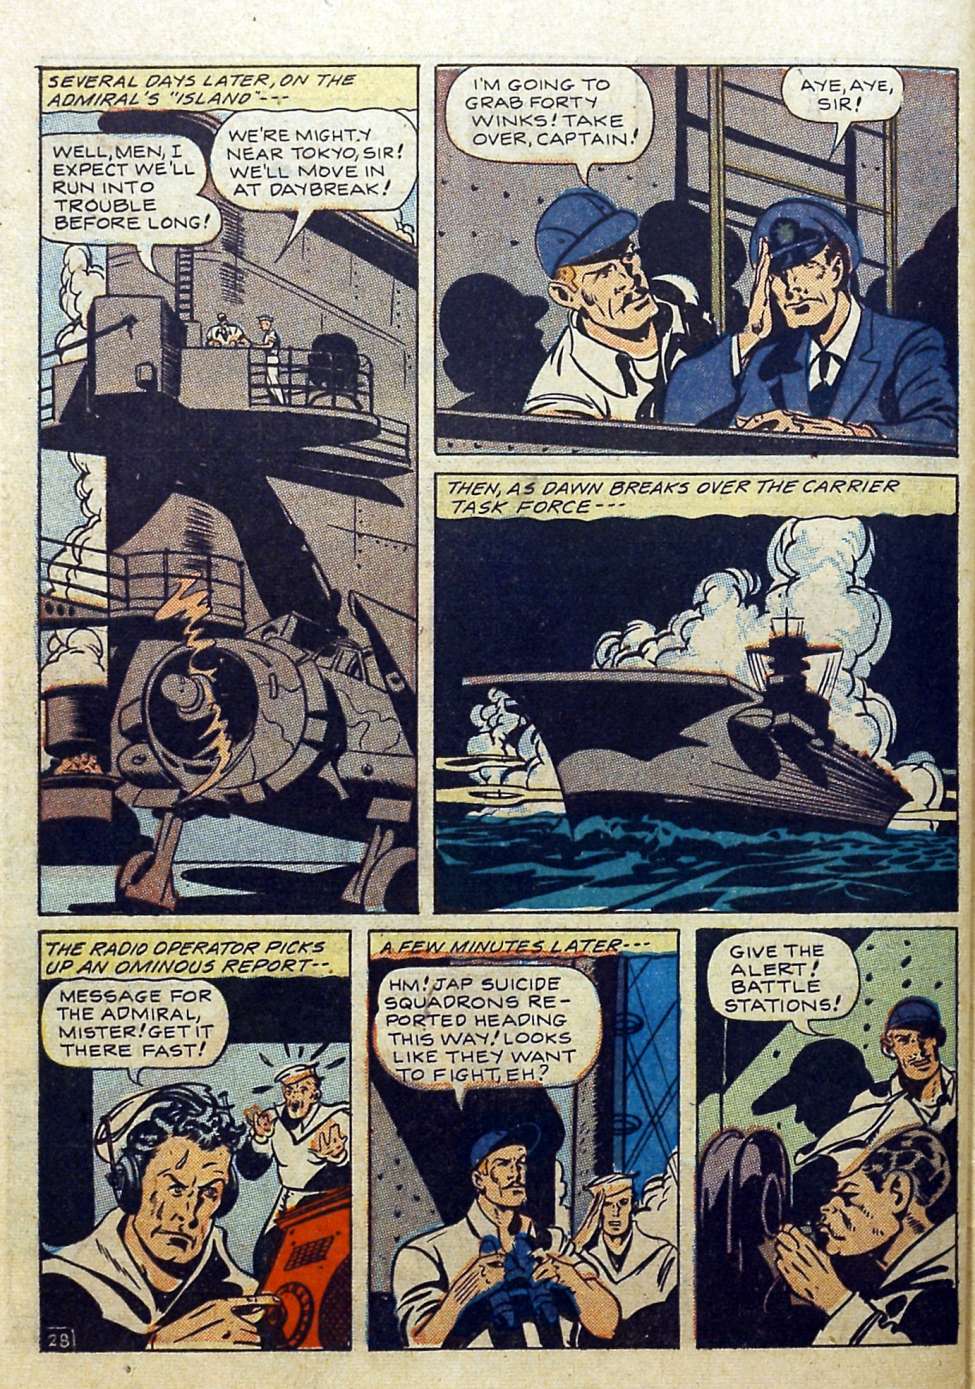 SEVERAL DAYS LATER, ON THE
ADMIRAL'S "ISLAND"---
WELL, MEN, I
EXPECT WE'LL
RUN INTO
TROUBLE
BEFORE LONG!
WE'RE MIGHTY
NEAR TOKYO, SIR!
WE'LL MOVE IN
AT DAYBREAK!
I'M GOING TO
GRAB FORTY
WINKS! TAKE
OVER, CAPTAIN!
AYE, AYE,
SIR!
THEN, AS DAWN BREAKS OVER THE CARRIER
TASK FORCE---
THE RADIO OPERATOR PICKS
UP AN OMINOUS REPORT--
MESSAGE FOR
THE ADMIRAL,
MISTER! GET IT
THERE FAST!
A FEW MINUTES LATER---
HM! JAP SUICIDE
SQUADRONS RE-
PORTED HEADING
THIS WAY! LOOKS
LIKE THEY WANT
TO FIGHT, EH?
GIVE THE
ALERT!
BATTLE
STATIONS!
28